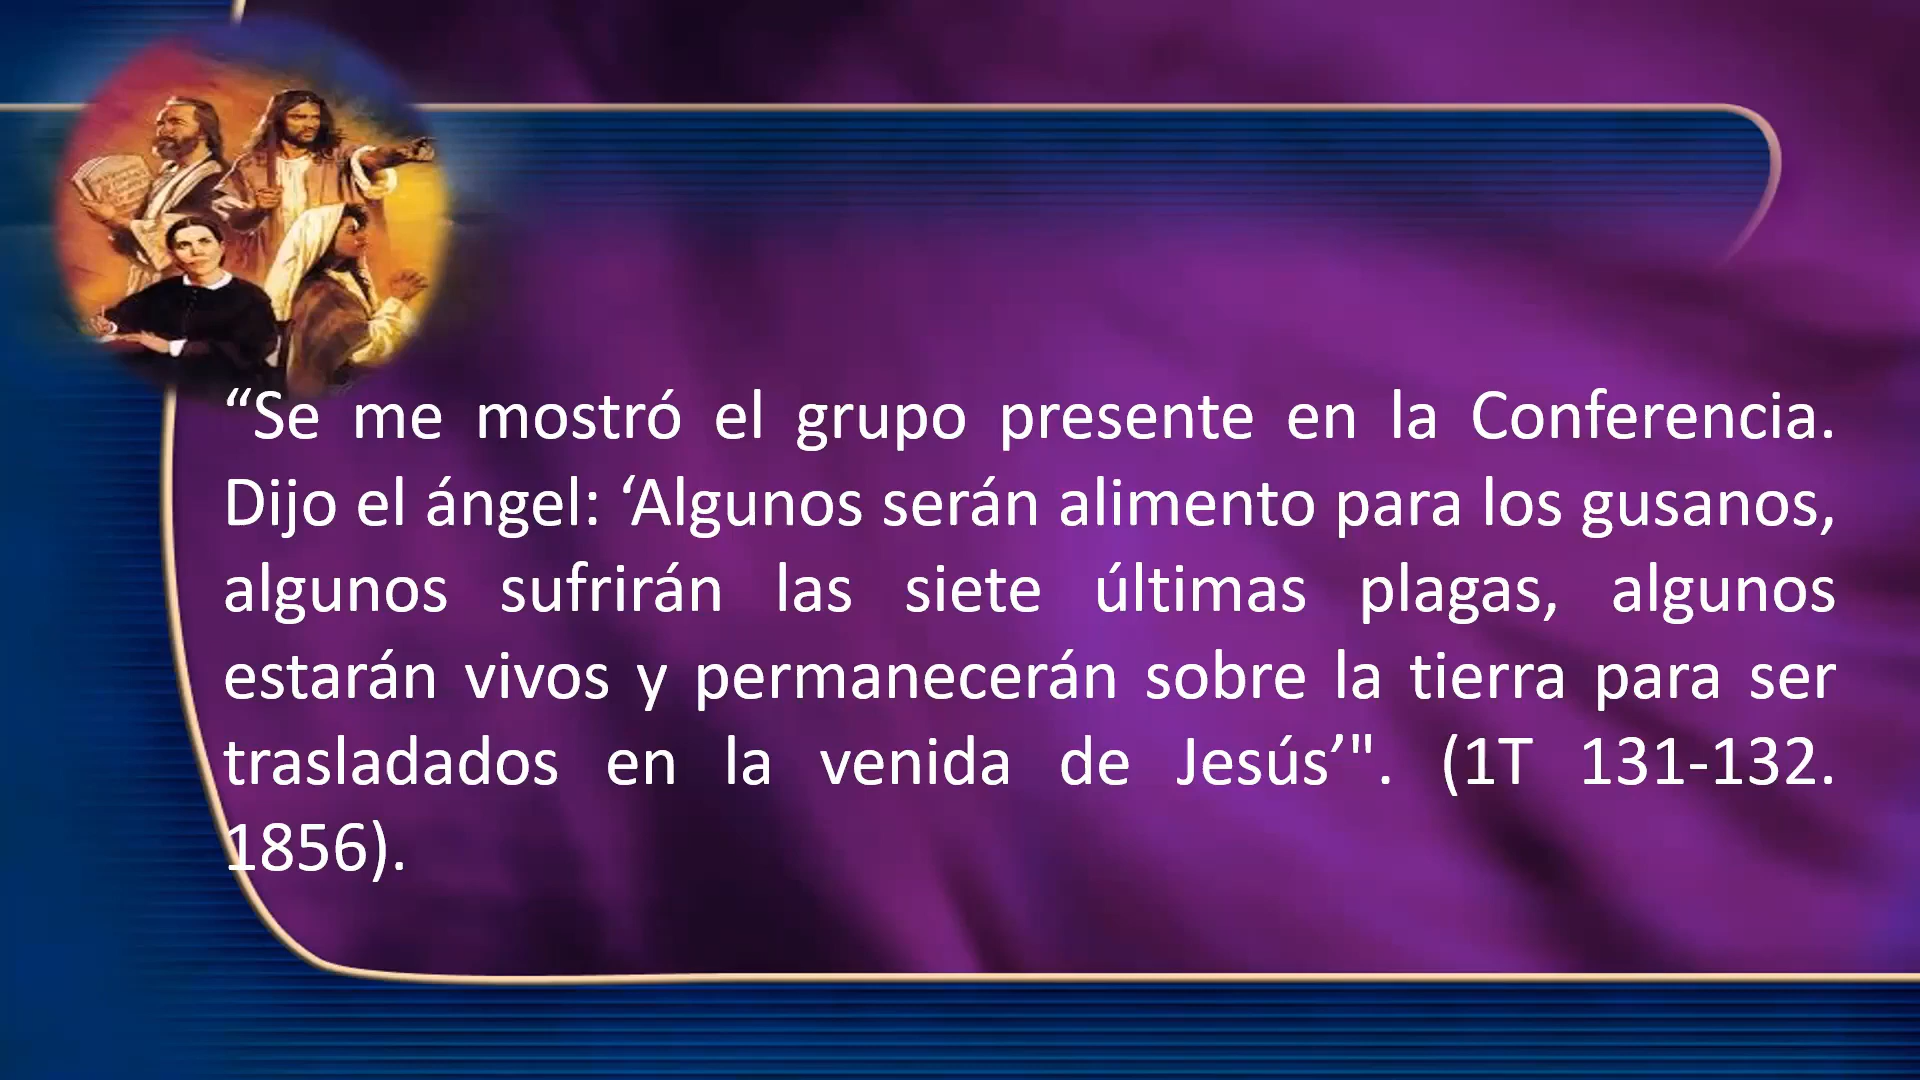 “Se me mostró el grupo presente en la Conferencia.
Dijo el ángel: ‘Algunos serán alimento para los gusanos,
algunos sufrirán las siete últimas plagas, algunos
estarán vivos y permanecerán sobre la tierra para ser
trasladados en la venida de Jesús’". (1T 131-132.
1856).